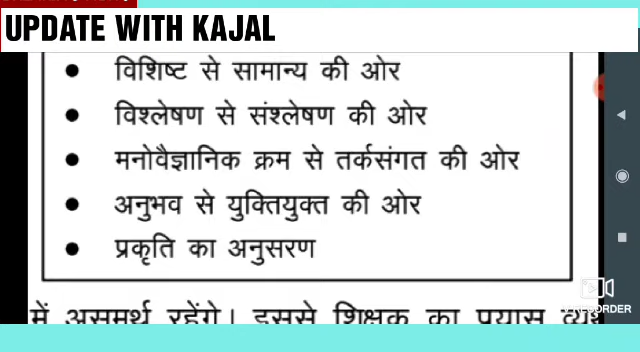 UPDATE WITH KAJAL
• विशिष्ट से सामान्य की ओर
• विश्लेषण से संश्लेषण की ओर
• मनोवैज्ञानिक क्रम से तर्कसंगत की ओर
• अनुभव से युक्तियुक्त की ओर
• प्रकृति का अनुसरण
में असमर्थ रहेंगे। इससे शिक्षक का प्रयास